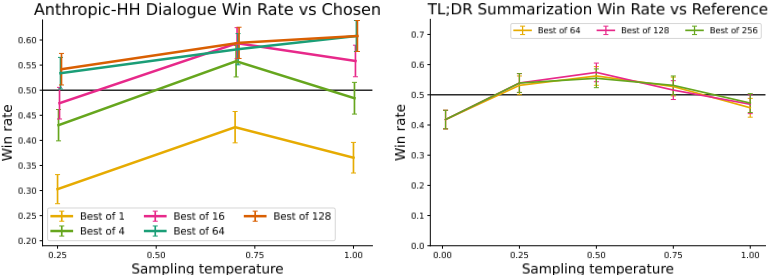 Anthropic-HH Dialogue Win Rate vs Chosen
0.60
0.55
0.50
0.45
0.40
0.35
0.30
0.25
0.20
Win rate
Best of 1
Best of 16
Best of 128
Best of 4
Best of 64
0.25
0.50
0.75
1.00
Sampling temperature
TL;DR Summarization Win Rate vs Reference
Best of 64
Best of 128
Best of 256
0.7
0.6
0.5
0.4
0.3
0.2
0.1
0.0
Win rate
0.00
0.25
0.50
0.75
1.00
Sampling temperature